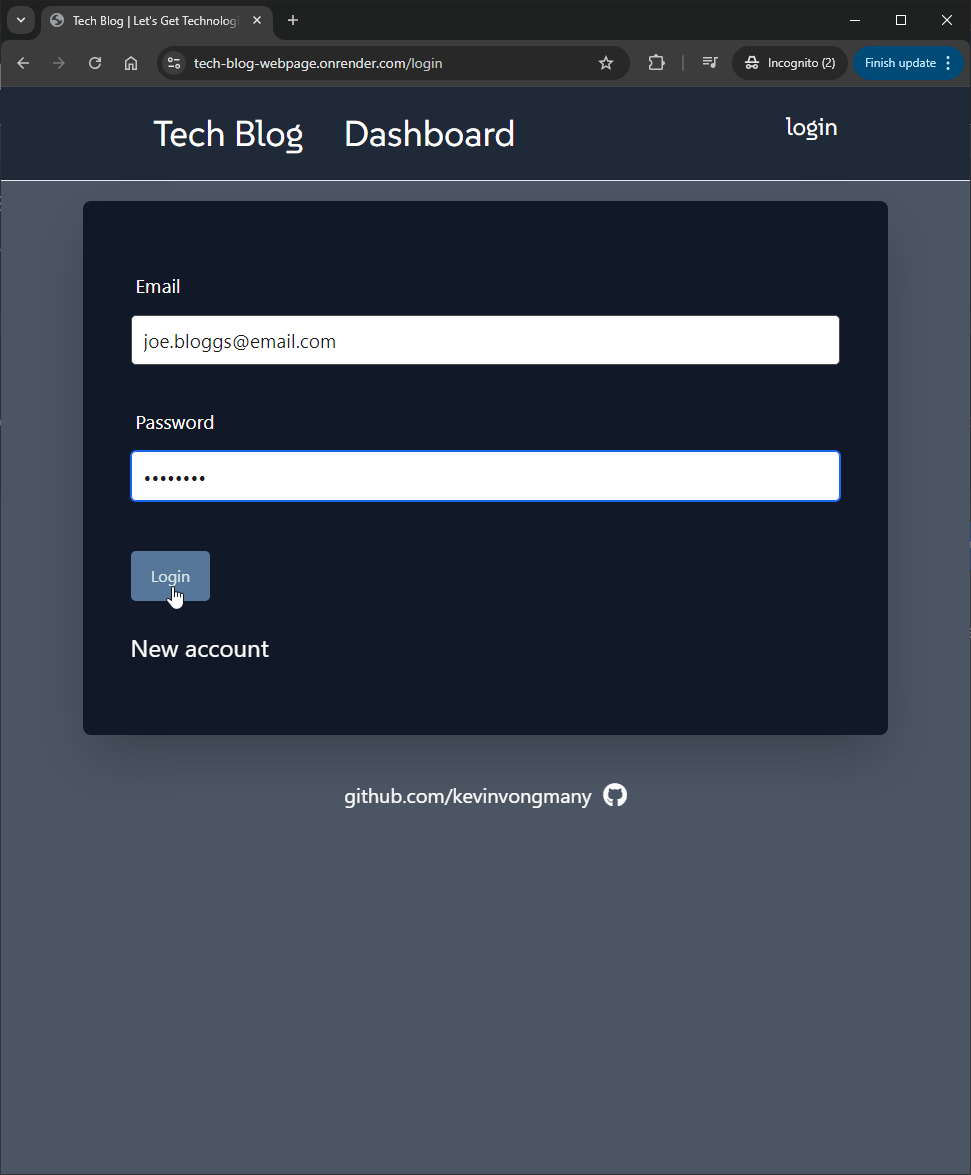 Tech Blog | Let's Get Technologi
tech-blog-webpage.onrender.com/login
Incognito (2)
Finish update
Tech Blog Dashboard login
Email
joe.bloggs@email.com
Password
••••••••
Login
New account
github.com/kevinvongmany